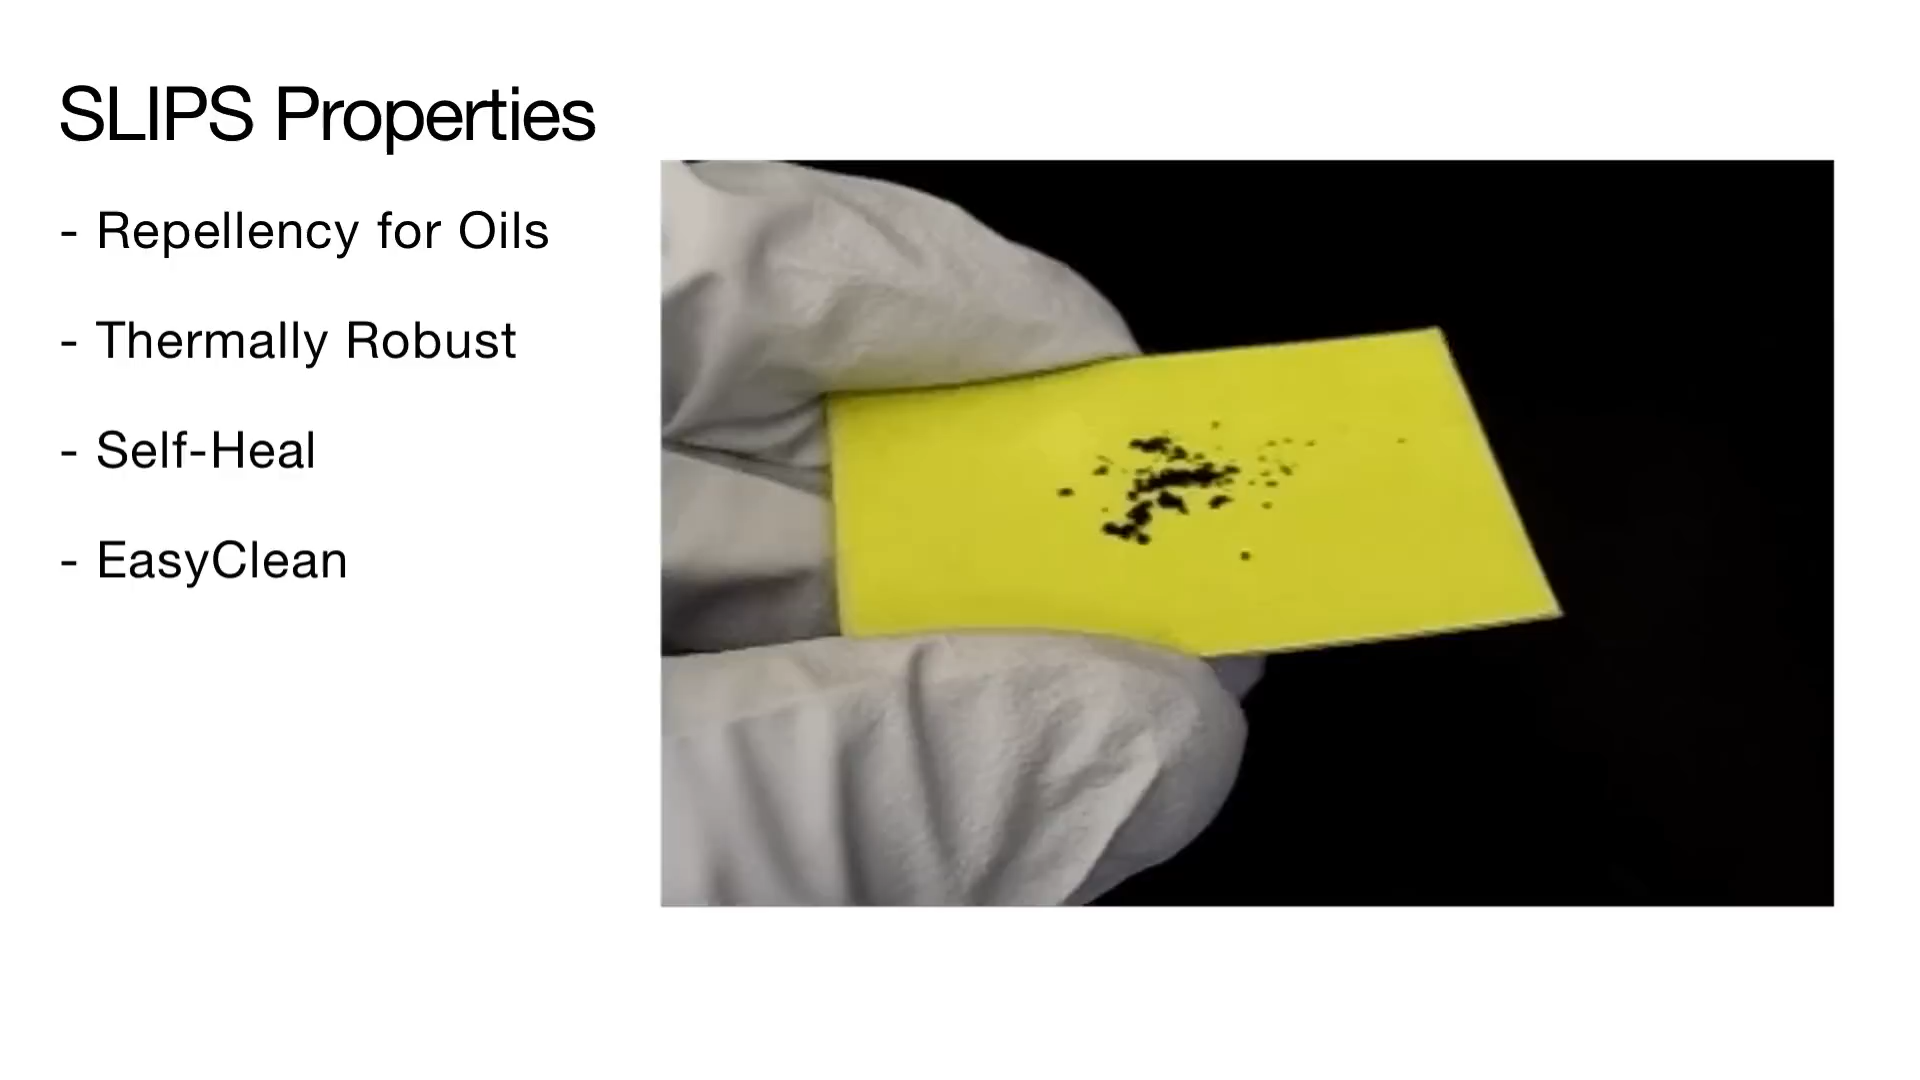 SLIPS Properties
- Repellency for Oils
- Thermally Robust
- Self-Heal
- EasyClean